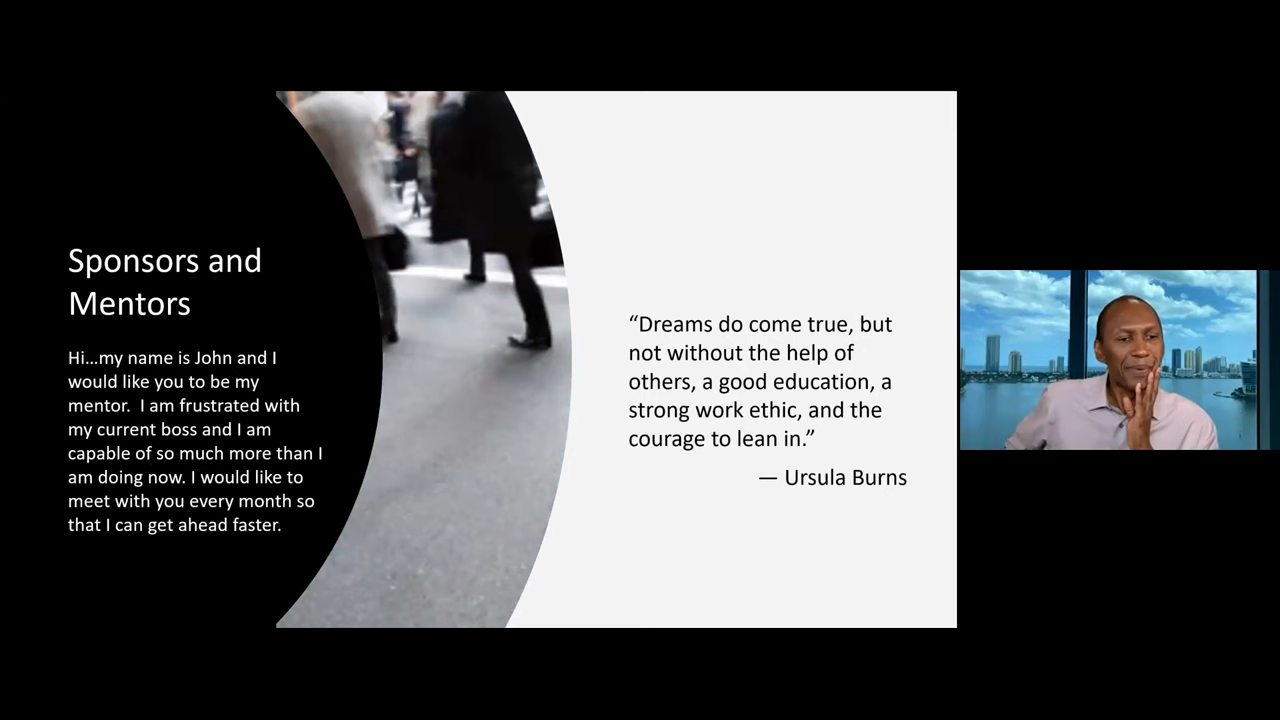 Sponsors and
Mentors
Hi...my name is John and I
would like you to be my
mentor.  I am frustrated with
my current boss and I am
capable of so much more than I
am doing now. I would like to
meet with you every month so
that I can get ahead faster.
“Dreams do come true, but
not without the help of
others, a good education, a
strong work ethic, and the
courage to lean in.”
— Ursula Burns